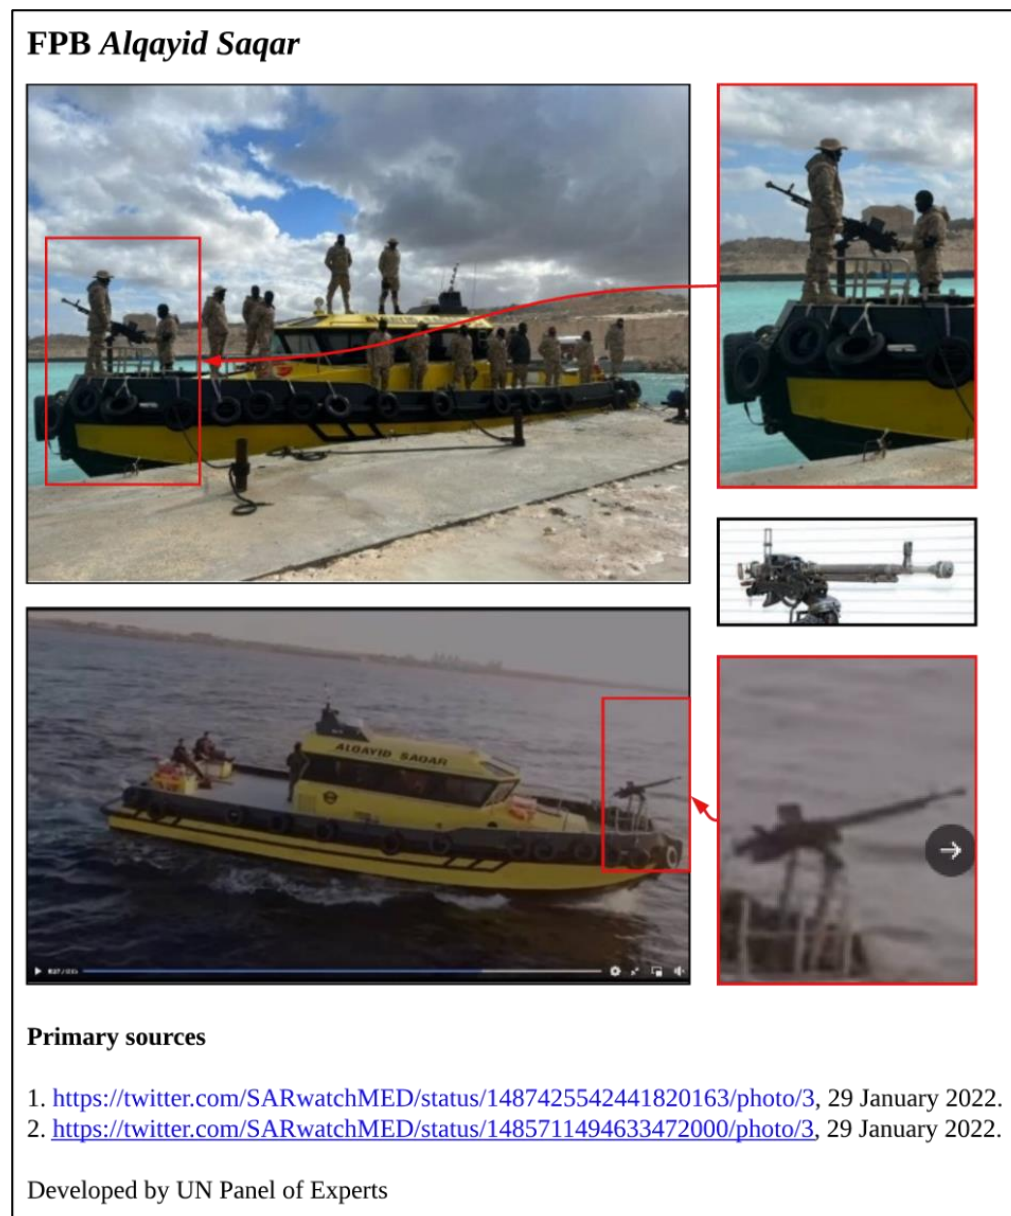 FPB Alqayid Saqar
ALQAYID SAQAR
Primary sources
1. https://twitter.com/SARwatchMED/status/1487425542441820163/photo/3, 29 January 2022.
2. https://twitter.com/SARwatchMED/status/1485711494633472000/photo/3, 29 January 2022.
Developed by UN Panel of Experts